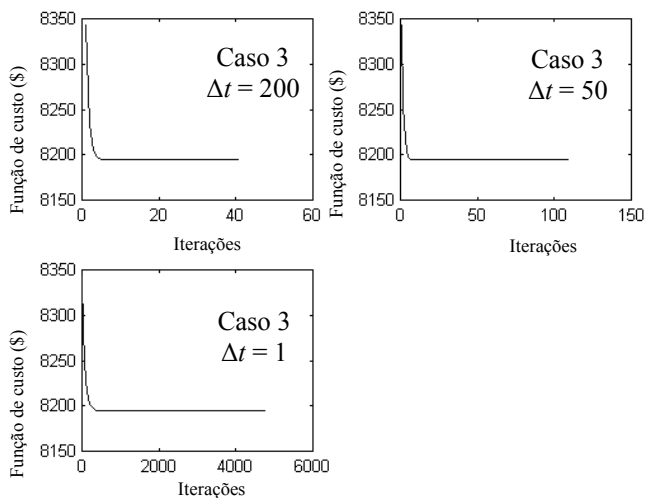 8350
8300
8250
8200
8150
Função de custo ($)
Caso 3
Δt = 200
0 20 40 60
Iterações
8350
8300
8250
8200
8150
Função de custo ($)
Caso 3
Δt = 50
0 50 100 150
Iterações
8350
8300
8250
8200
8150
Função de custo ($)
Caso 3
Δt = 1
0 2000 4000 6000
Iterações